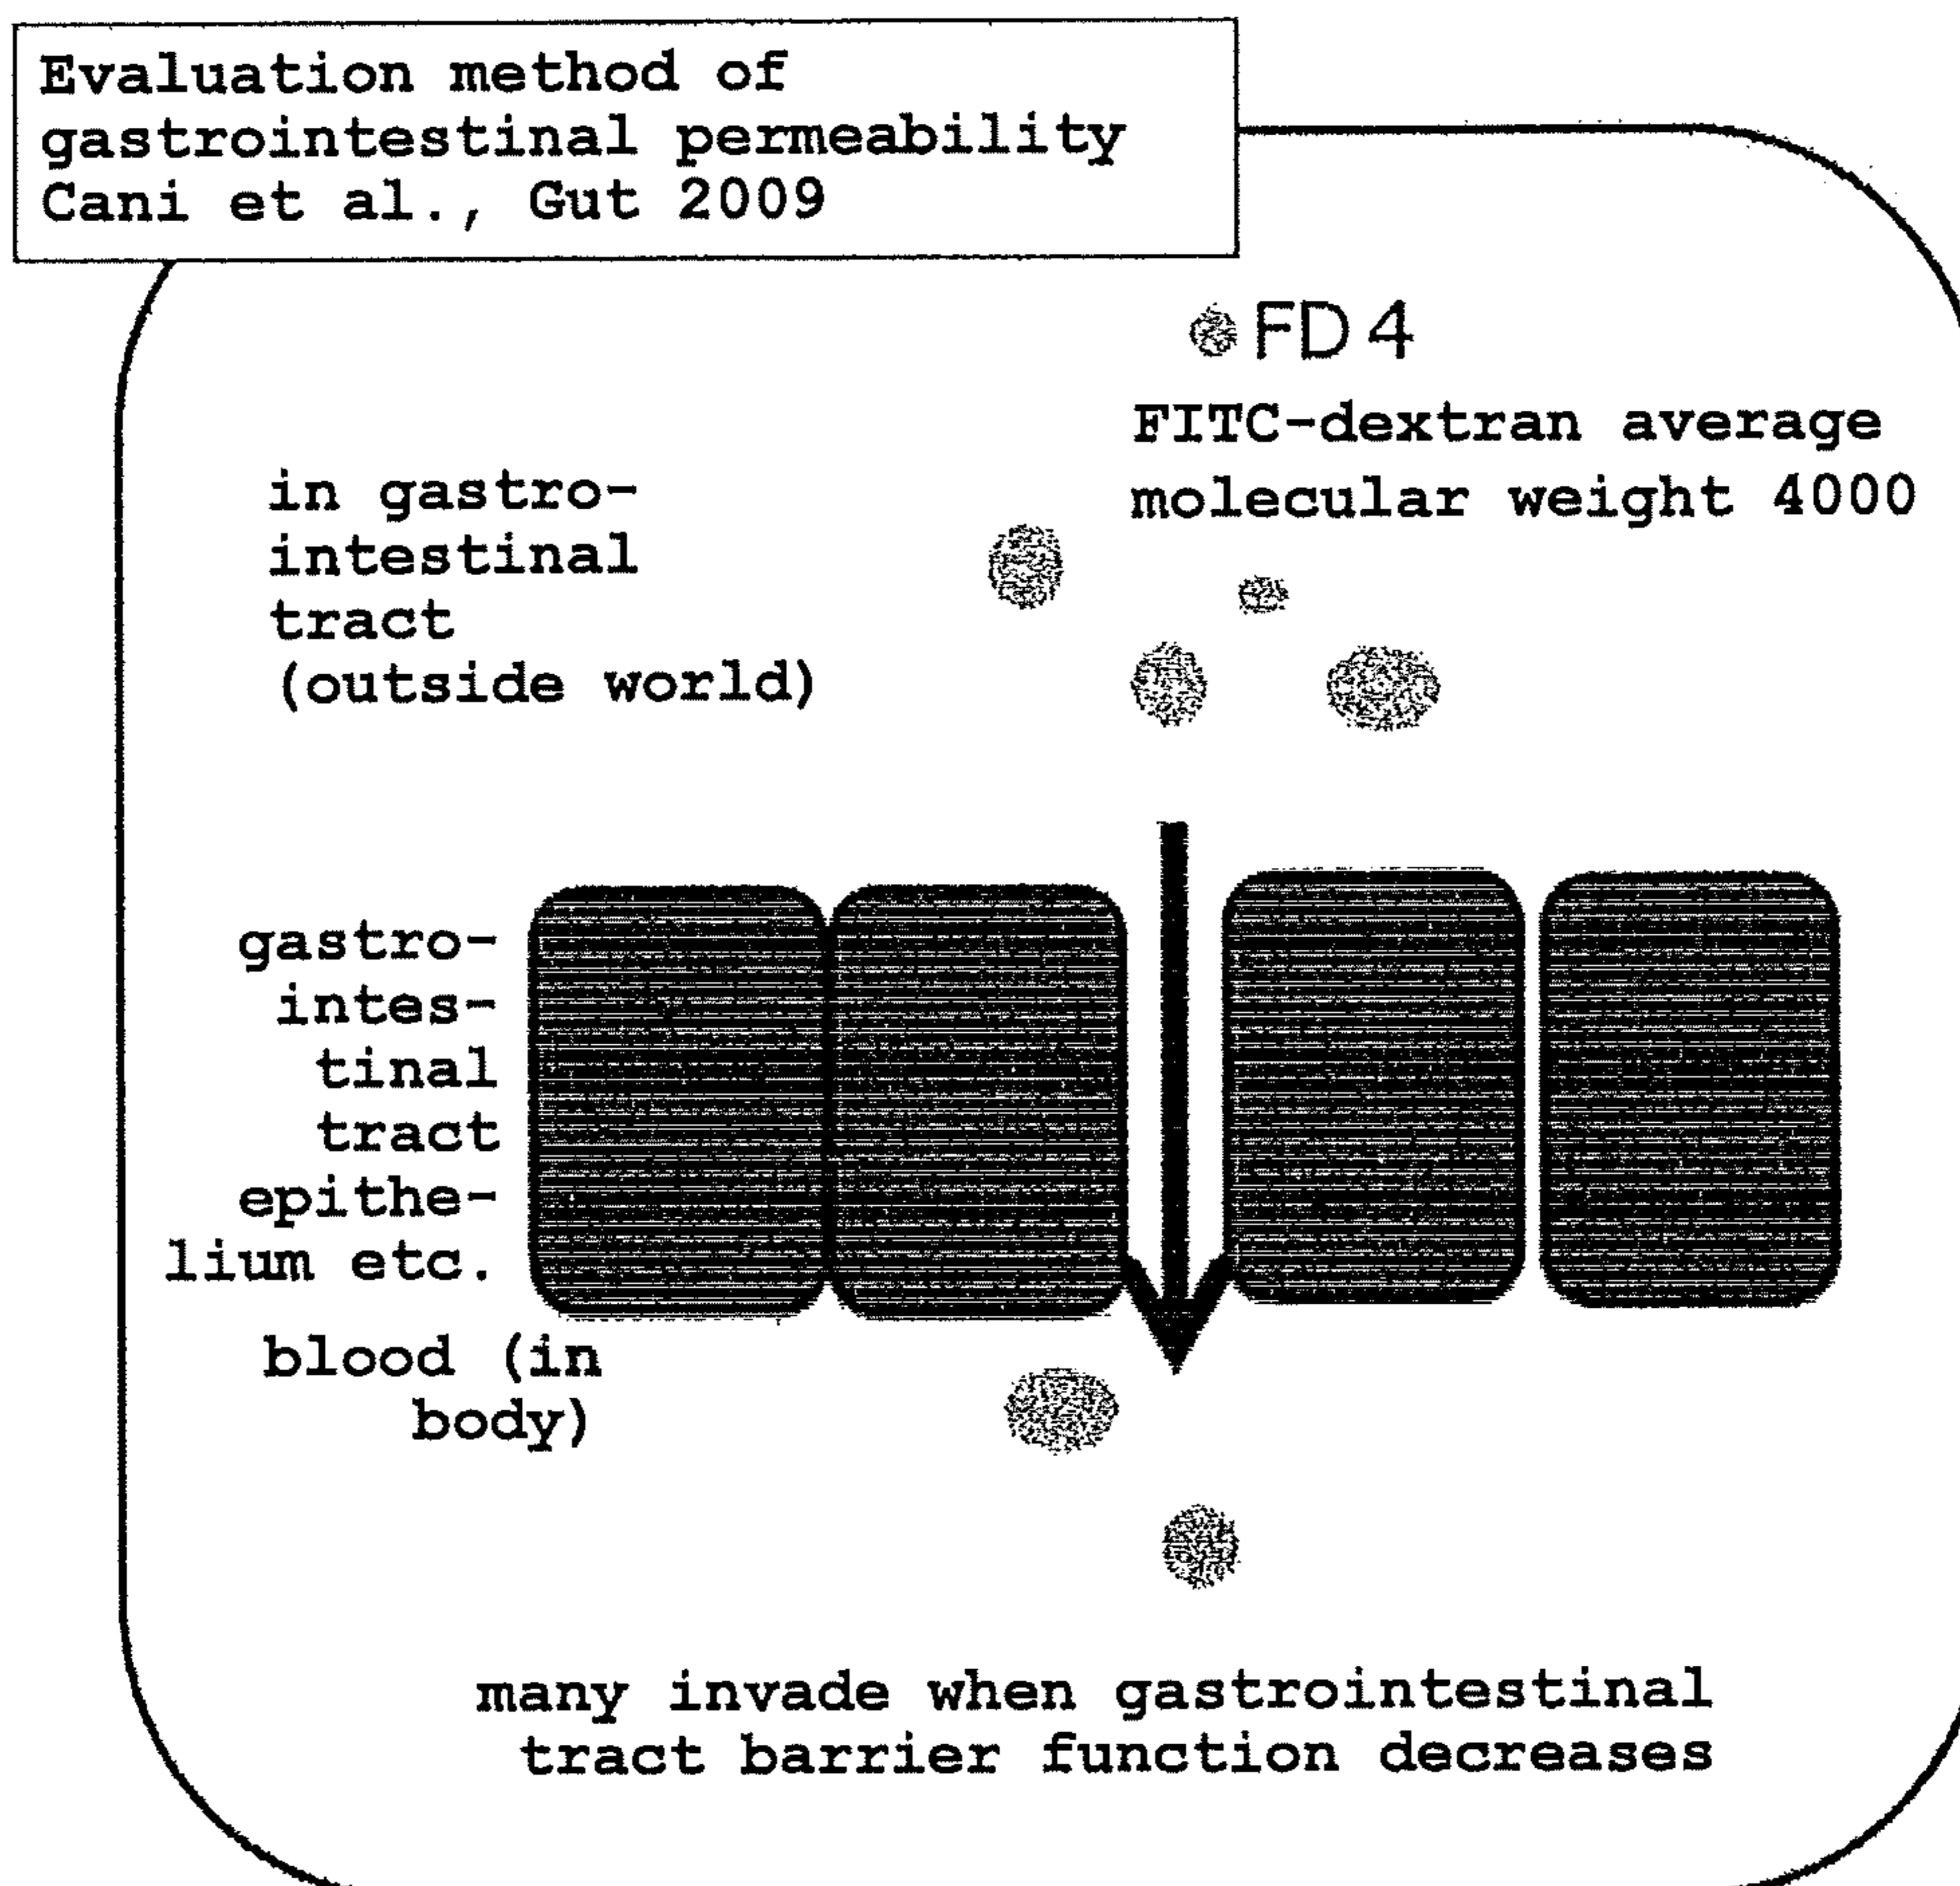 Evaluation method of
gastrointestinal permeability
Cani et al., Gut 2009
FD4
FITC-dextran average
molecular weight 4000
in gastro-
intestinal
tract
(outside world)
gastro-
intes-
tinal
tract
epithe-
lium etc.
blood (in
body)
many invade when gastrointestinal
tract barrier function decreases